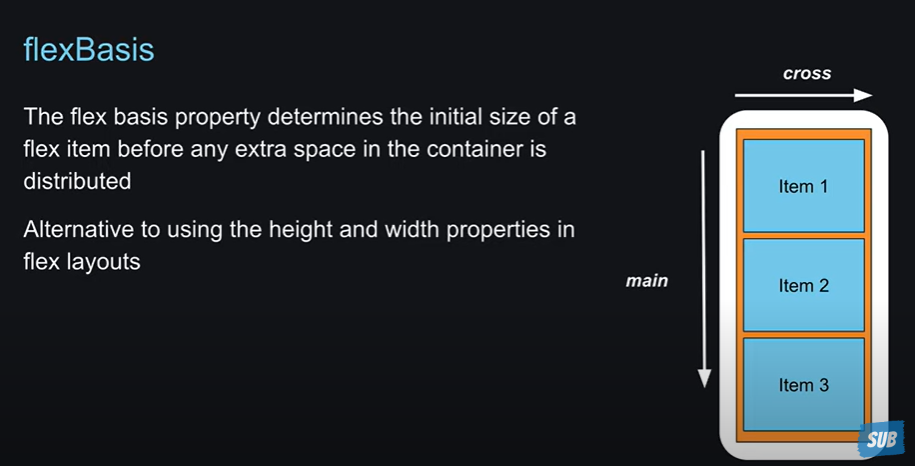 flexBasis
The flex basis property determines the initial size of a
flex item before any extra space in the container is
distributed
Alternative to using the height and width properties in
flex layouts
cross
main
Item 1
Item 2
Item 3
SUB